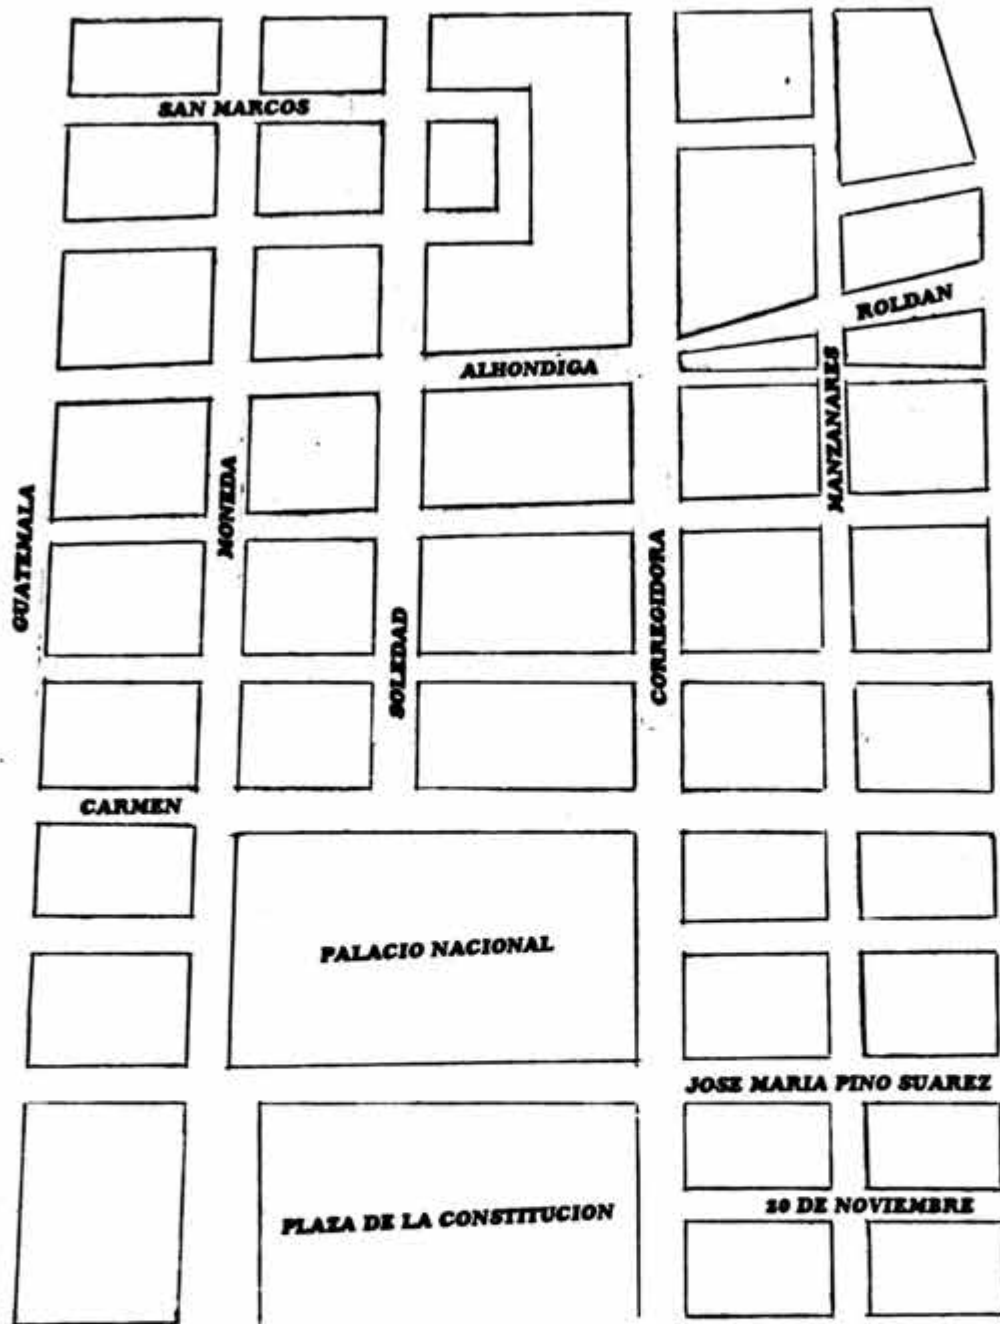 SAN MARCOS
ROLDAN
ALHONDIGA
MANZANARES
MONEDA
GUATEMALA
CORREGIDORA
SOLEDAD
CARMEN
PALACIO NACIONAL
JOSE MARIA PINO SUAREZ
20 DE NOVIEMBRE
PLAZA DE LA CONSTITUCION